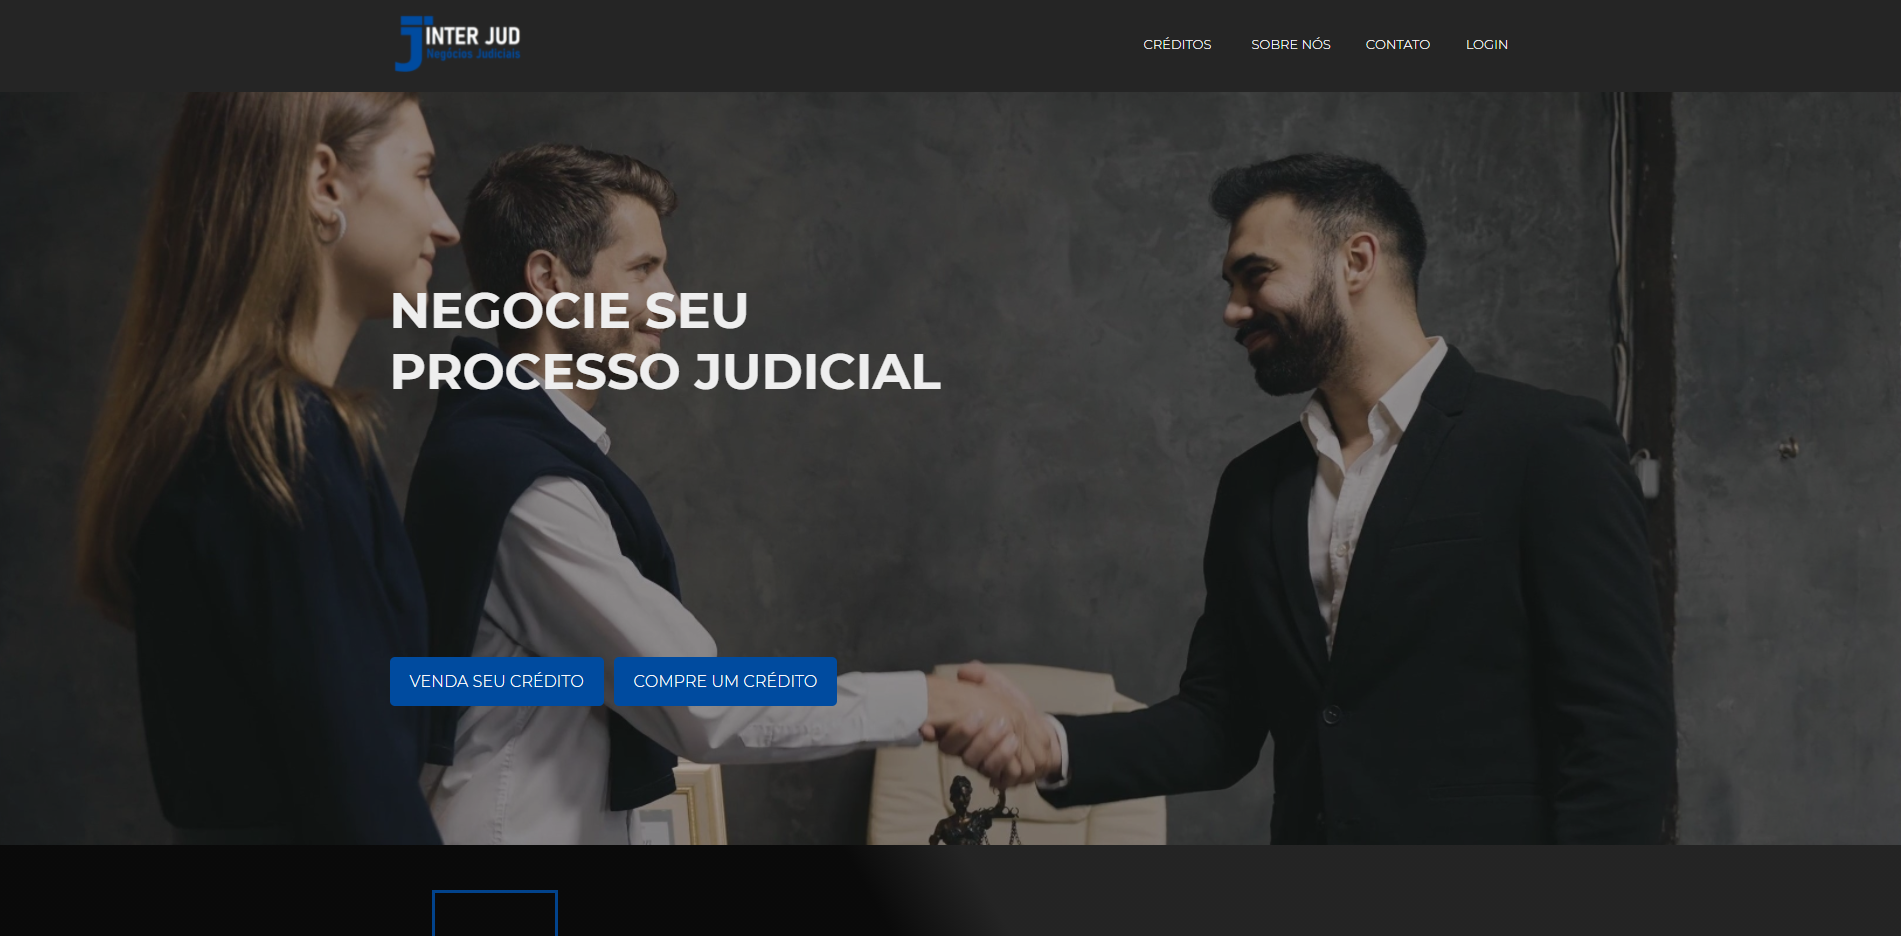 INTER JUD
Negócios Judiciais
CRÉDITOS
SOBRE NÓS
CONTATO
LOGIN
NEGOCIE SEU
PROCESSO JUDICIAL
VENDA SEU CRÉDITO
COMPRE UM CRÉDITO